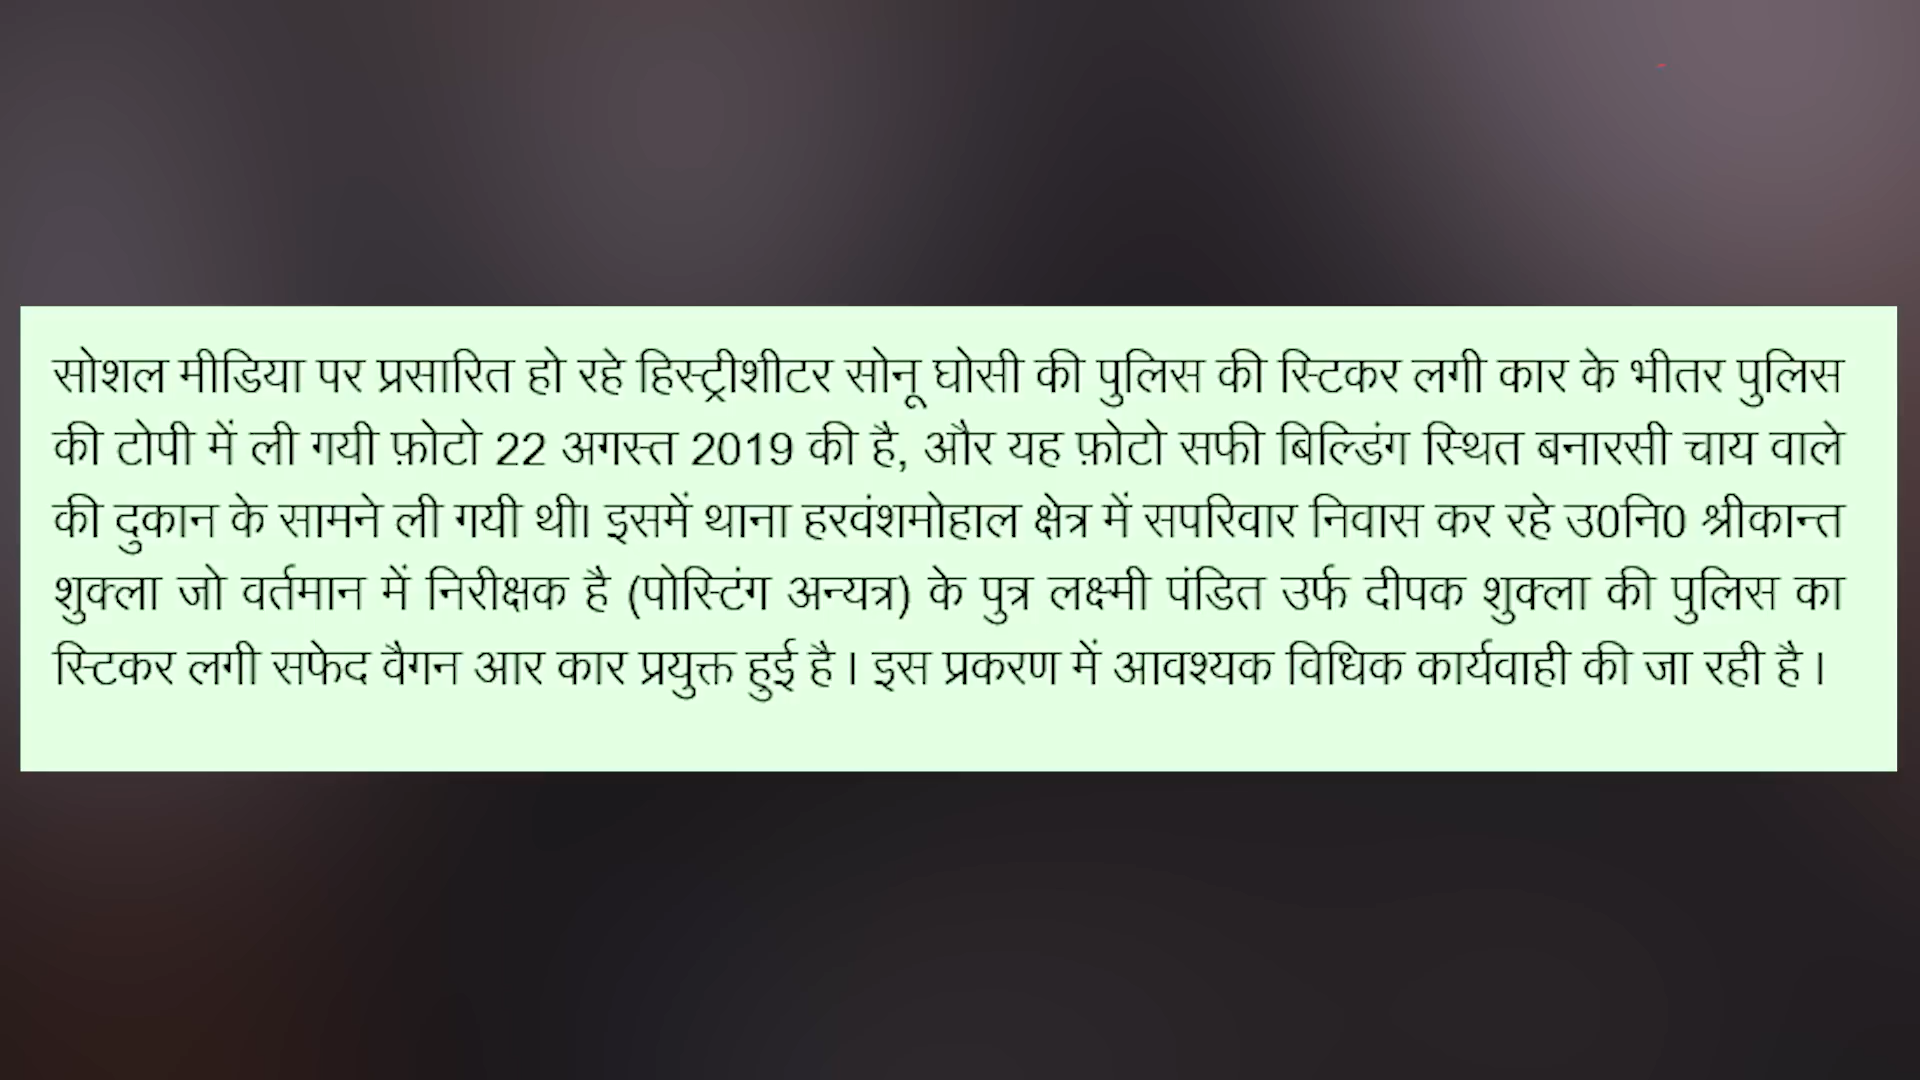 सोशल मीडिया पर प्रसारित हो रहे हिस्ट्रीशीटर सोनू घोसी की पुलिस की स्टिकर लगी कार के भीतर पुलिस
की टोपी में ली गयी फ़ोटो 22 अगस्त 2019 की है, और यह फ़ोटो सफी बिल्डिंग स्थित बनारसी चाय वाले
की दुकान के सामने ली गयी थी। इसमें थाना हरवंशमोहाल क्षेत्र में सपरिवार निवास कर रहे उ0नि0 श्रीकान्त
शुक्ला जो वर्तमान में निरीक्षक है (पोस्टिंग अन्यत्र) के पुत्र लक्ष्मी पंडित उर्फ दीपक शुक्ला की पुलिस का
स्टिकर लगी सफेद वैगन आर कार प्रयुक्त हुई है । इस प्रकरण में आवश्यक विधिक कार्यवाही की जा रही है ।